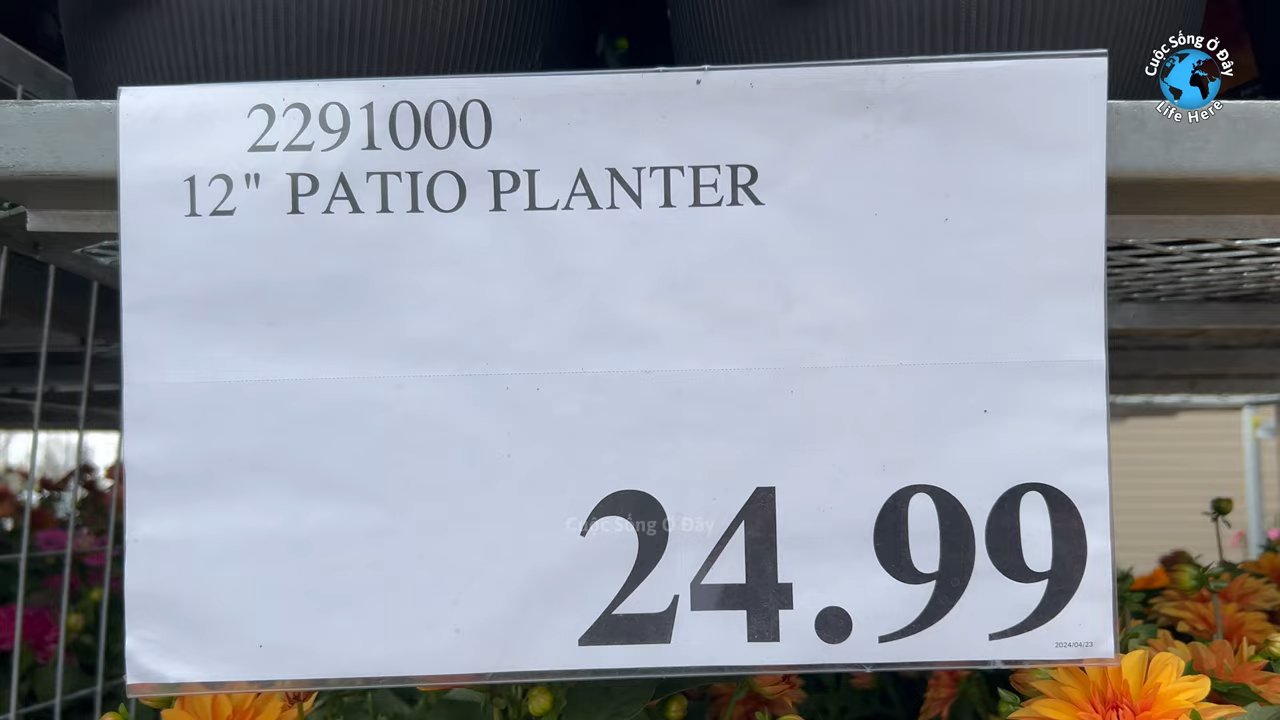 Cuộc Sống Ở Đây
Life Here
2291000
12" PATIO PLANTER
Cuộc Sống Ở Đây
24.99
2024/04/23